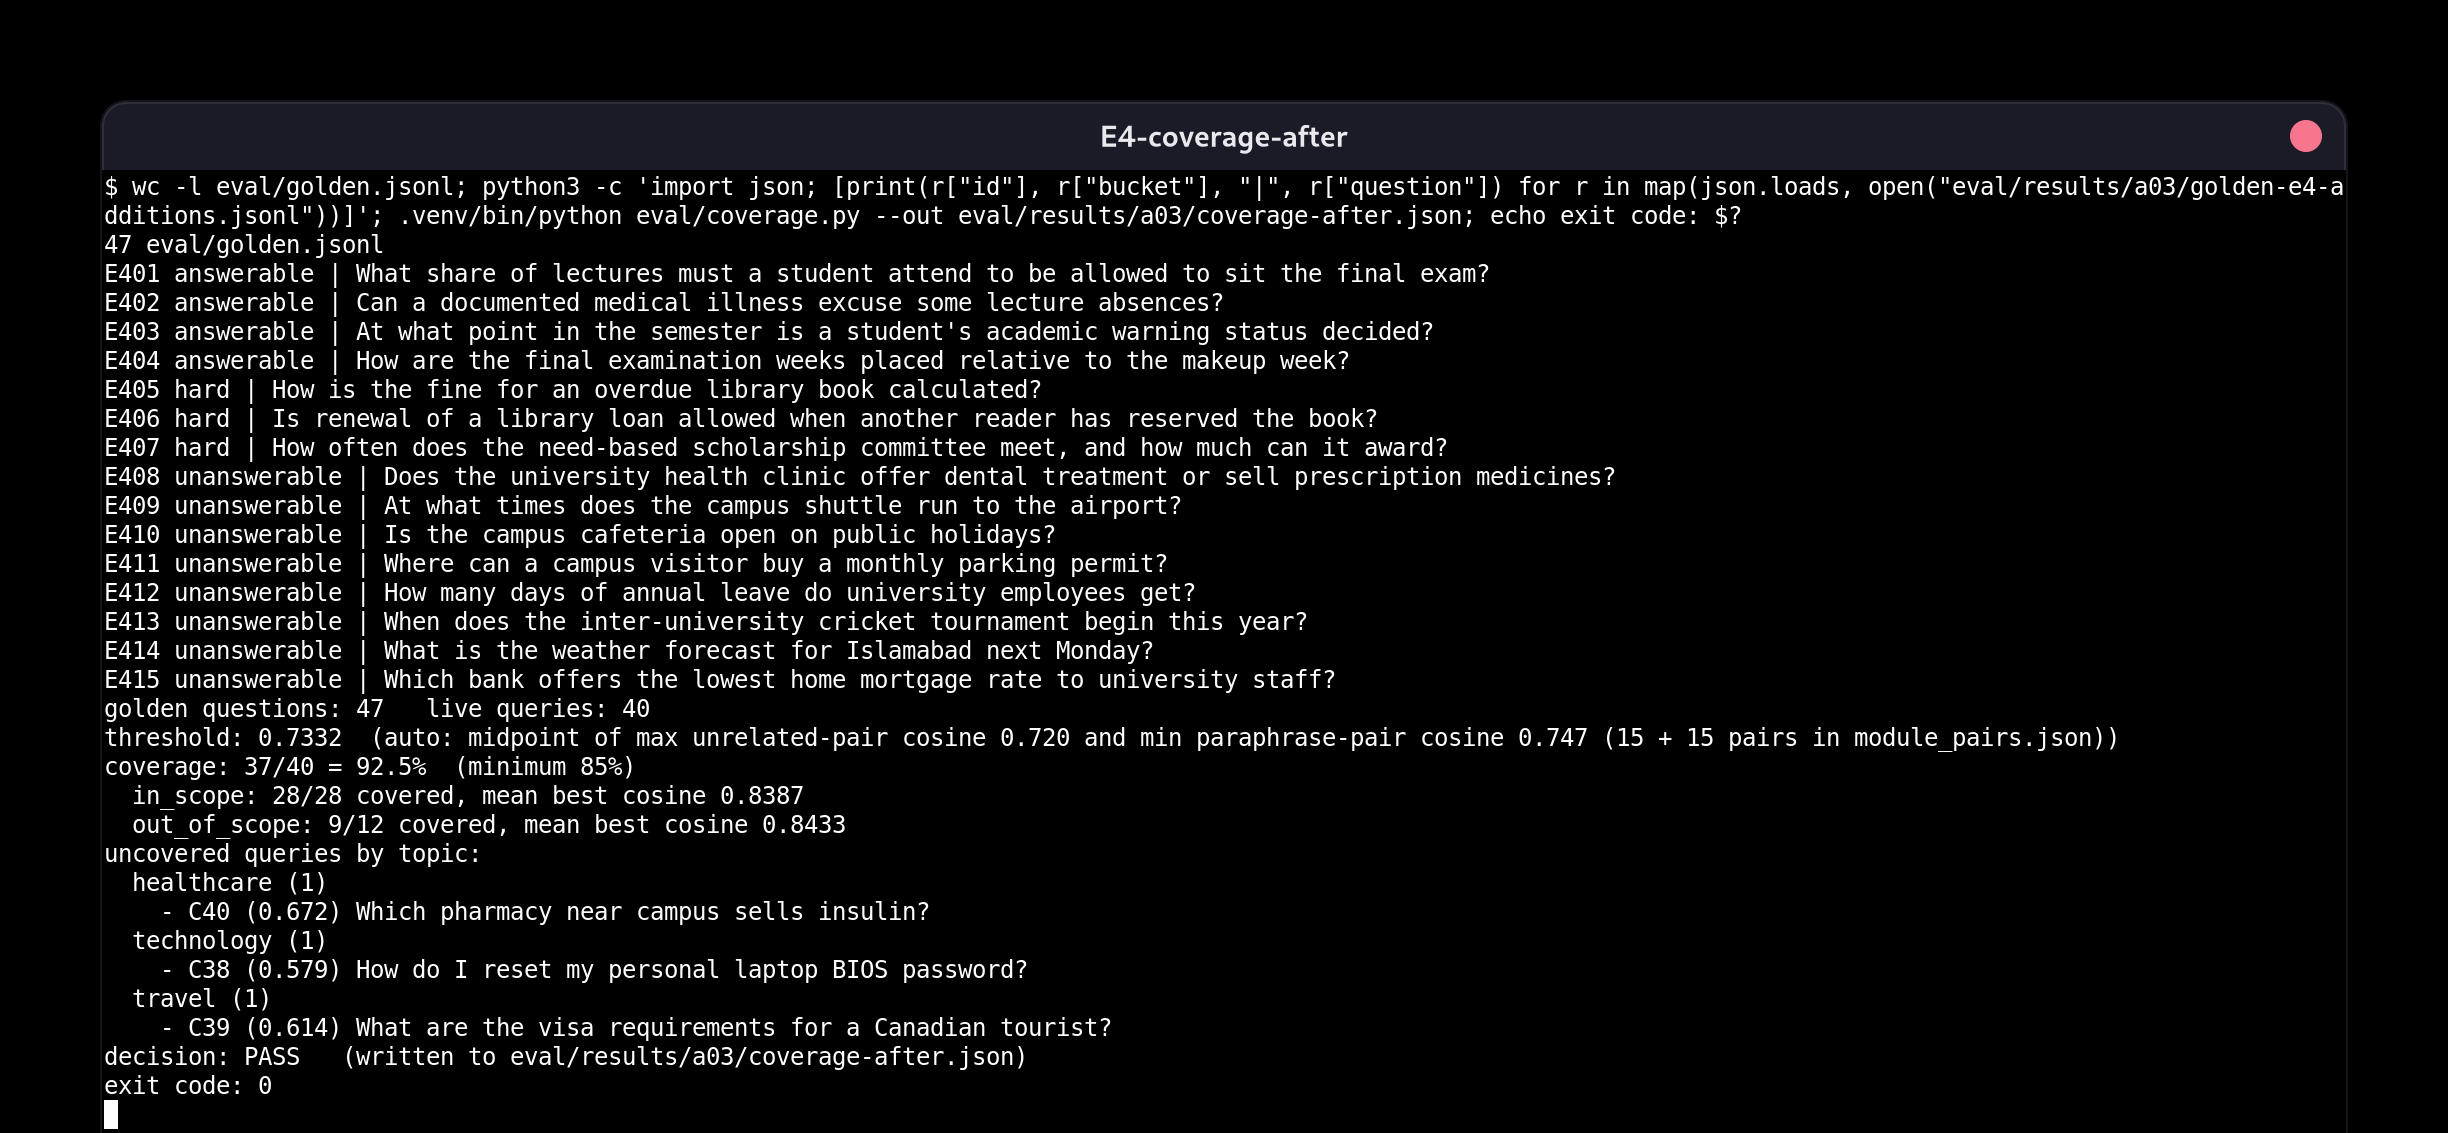 E4-coverage-after
$ wc -l eval/golden.jsonl; python3 -c 'import json; [print(r["id"], r["bucket"], "|", r["question"]) for r in map(json.loads, open("eval/results/a03/golden-e4-a
dditions.jsonl"))]'; .venv/bin/python eval/coverage.py --out eval/results/a03/coverage-after.json; echo exit code: $?
47 eval/golden.jsonl
E401 answerable | What share of lectures must a student attend to be allowed to sit the final exam?
E402 answerable | Can a documented medical illness excuse some lecture absences?
E403 answerable | At what point in the semester is a student's academic warning status decided?
E404 answerable | How are the final examination weeks placed relative to the makeup week?
E405 hard | How is the fine for an overdue library book calculated?
E406 hard | Is renewal of a library loan allowed when another reader has reserved the book?
E407 hard | How often does the need-based scholarship committee meet, and how much can it award?
E408 unanswerable | Does the university health clinic offer dental treatment or sell prescription medicines?
E409 unanswerable | At what times does the campus shuttle run to the airport?
E410 unanswerable | Is the campus cafeteria open on public holidays?
E411 unanswerable | Where can a campus visitor buy a monthly parking permit?
E412 unanswerable | How many days of annual leave do university employees get?
E413 unanswerable | When does the inter-university cricket tournament begin this year?
E414 unanswerable | What is the weather forecast for Islamabad next Monday?
E415 unanswerable | Which bank offers the lowest home mortgage rate to university staff?
golden questions: 47   live queries: 40
threshold: 0.7332  (auto: midpoint of max unrelated-pair cosine 0.720 and min paraphrase-pair cosine 0.747 (15 + 15 pairs in module_pairs.json))
coverage: 37/40 = 92.5%  (minimum 85%)
  in_scope: 28/28 covered, mean best cosine 0.8387
  out_of_scope: 9/12 covered, mean best cosine 0.8433
uncovered queries by topic:
  healthcare (1)
    - C40 (0.672) Which pharmacy near campus sells insulin?
  technology (1)
    - C38 (0.579) How do I reset my personal laptop BIOS password?
  travel (1)
    - C39 (0.614) What are the visa requirements for a Canadian tourist?
decision: PASS   (written to eval/results/a03/coverage-after.json)
exit code: 0